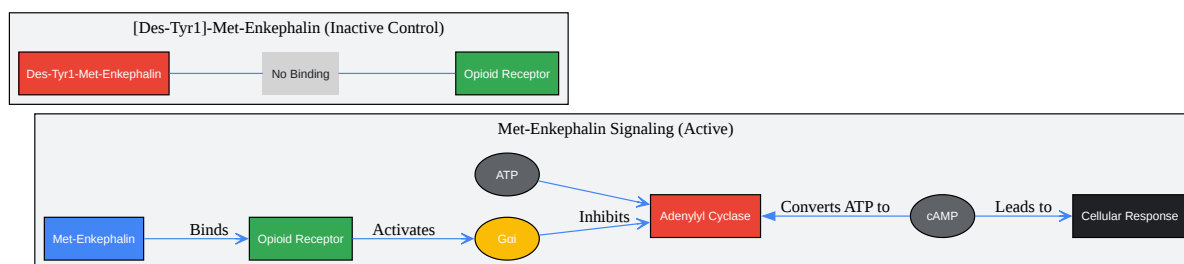 [Des-Tyr1]-Met-Enkephalin (Inactive Control)
Des-Tyr1-Met-Enkephalin
No Binding
Opioid Receptor
Met-Enkephalin Signaling (Active)
ATP
Met-Enkephalin
Binds
Opioid Receptor
Activates
Gαi
Inhibits
Adenylyl Cyclase
Converts ATP to
cAMP
Leads to
Cellular Response